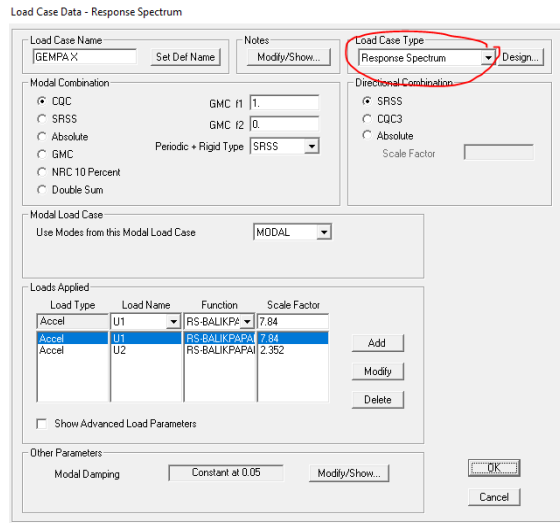 Load Case Data - Response Spectrum
Load Case Name
GEMPA X
Set Def Name
Notes
Modify/Show...
Load Case Type
Response Spectrum
Design...
Modal Combination
CQC
SRSS
Absolute
GMC
NRC 10 Percent
Double Sum
GMC f1 1.
GMC f2 0.
Periodic + Rigid Type SRSS
Directional Combination
SRSS
CQC3
Absolute
Scale Factor
Modal Load Case
Use Modes from this Modal Load Case MODAL
Loads Applied
Load Type Load Name Function Scale Factor
Accel U1 RS-BALIKPA 7.84
Accel U1 RS-BALIKPAPAI 7.84
Accel U2 RS-BALIKPAPAI 2.352
Add
Modify
Delete
Show Advanced Load Parameters
Other Parameters
Modal Damping Constant at 0.05 Modify/Show...
OK
Cancel